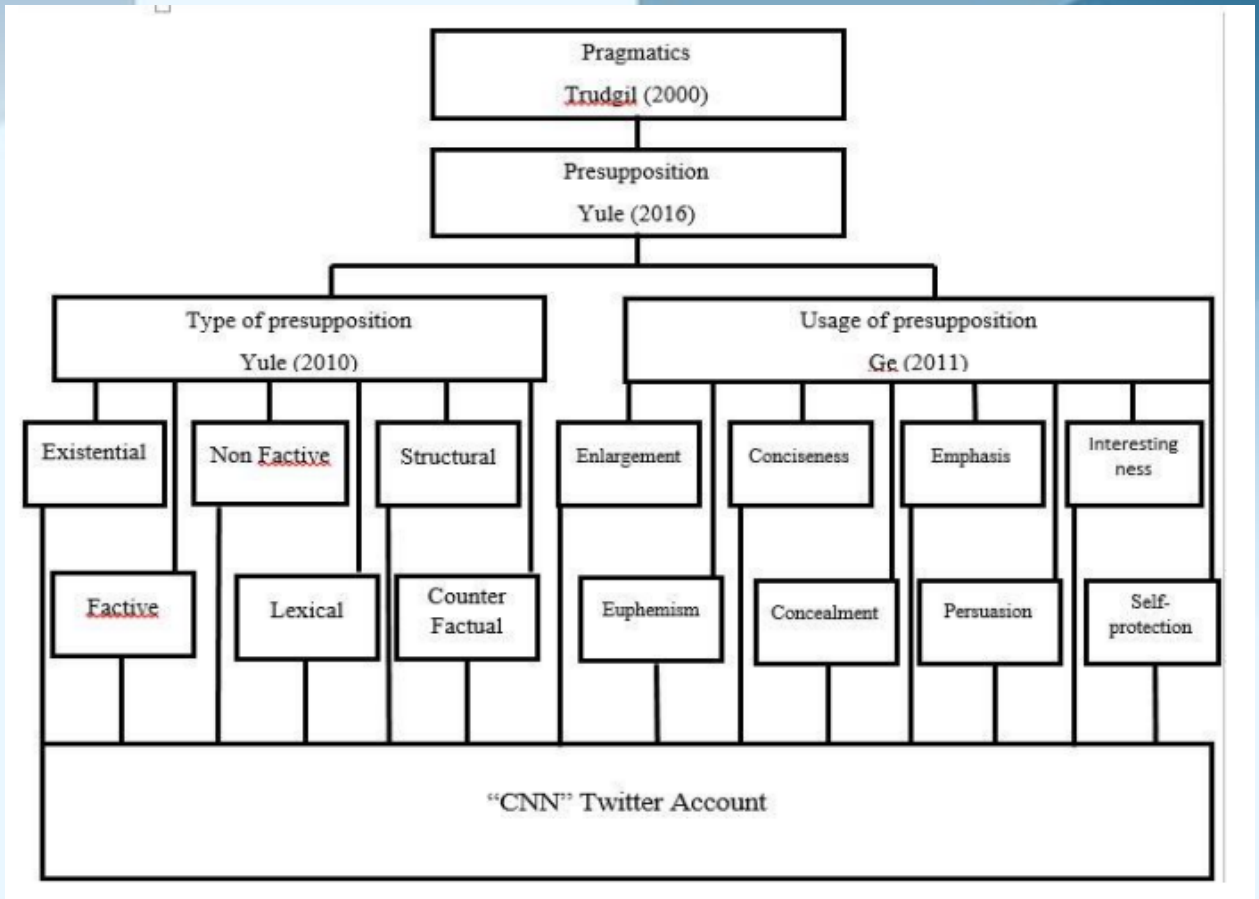 Pragmatics
Trudgil (2000)
Presupposition
Yule (2016)
Type of presupposition
Yule (2010)
Usage of presupposition
Ge (2011)
Existential
Non Factive
Structural
Enlargement
Conciseness
Emphasis
Interesting
ness
Factive
Lexical
Counter
Factual
Euphemism
Concealment
Persuasion
Self-
protection
“CNN” Twitter Account